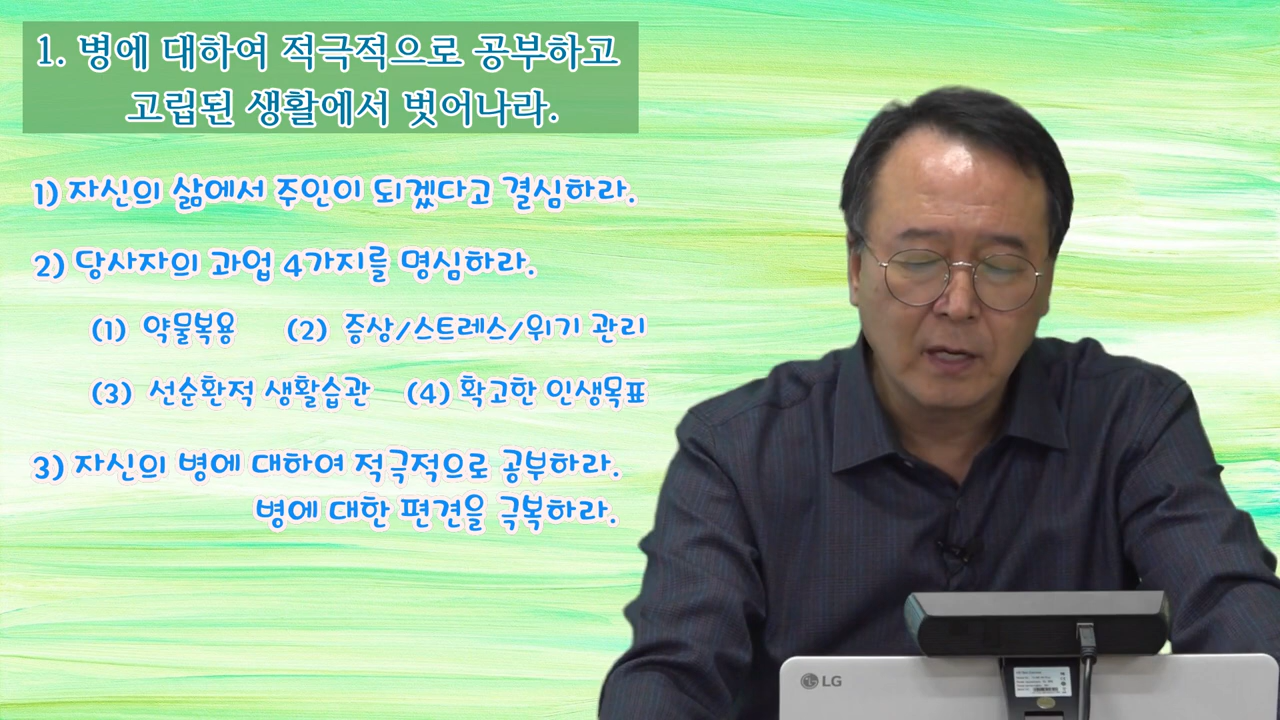 1. 병에 대하여 적극적으로 공부하고
고립된 생활에서 벗어나라.
1) 자신의 삶에서 주인이 되겠다고 결심하라.
2) 당사자의 과업 4가지를 명심하라.
(1) 약물복용 (2) 증상/스트레스/위기 관리
(3) 선순환적 생활습관 (4) 확고한 인생목표
3) 자신의 병에 대하여 적극적으로 공부하라.
병에 대한 편견을 극복하라.
LG